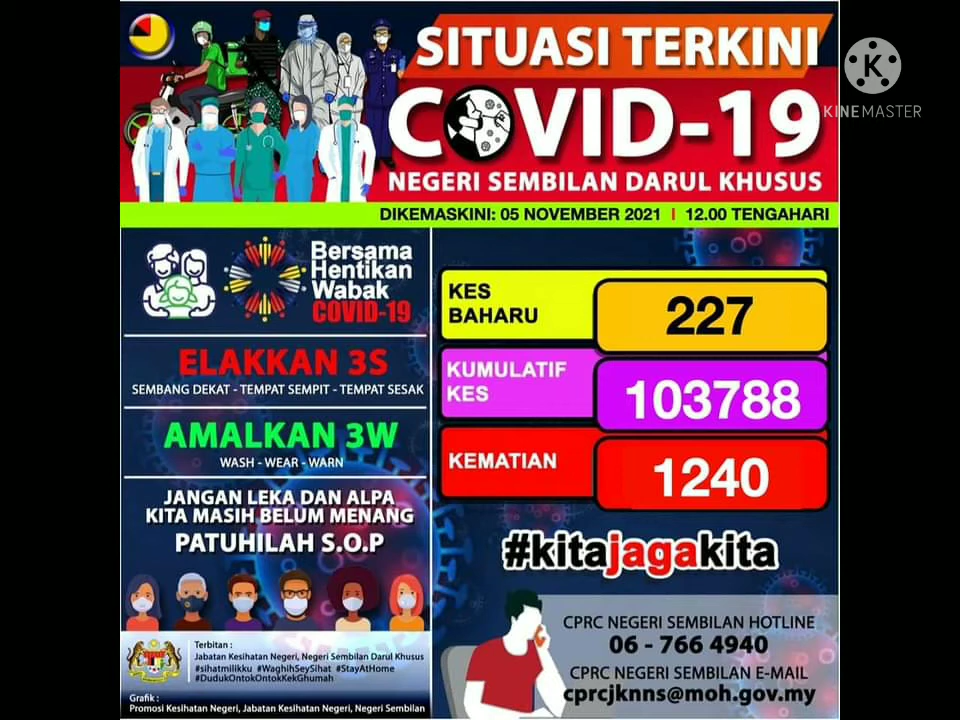 SITUASI TERKINI
COVID-19
NEGERI SEMBILAN DARUL KHUSUS
DIKEMASKINI: 05 NOVEMBER 2021 I 12.00 TENGAHARI
K
KINEMASTER
Bersama
Hentikan
Wabak
COVID-19
ELAKKAN 3S
SEMBANG DEKAT - TEMPAT SEMPIT - TEMPAT SESAK
AMALKAN 3W
WASH - WEAR - WARN
JANGAN LEKA DAN ALPA
KITA MASIH BELUM MENANG
PATUHILAH S.O.P
Terbitan :
Jabatan Kesihatan Negeri, Negeri Sembilan Darul Khusus
#sihatmilikku #WaghihSeySihat #StayAtHome
#DudukOntokOntokKekGhumah
Grafik :
Promosi Kesihatan Negeri, Jabatan Kesihatan Negeri, Negeri Sembilan
KES
BAHARU
227
KUMULATIF
KES
103788
KEMATIAN
1240
#kitajagakita
CPRC NEGERI SEMBILAN HOTLINE
06 - 766 4940
CPRC NEGERI SEMBILAN E-MAIL
cprcjknns@moh.gov.my